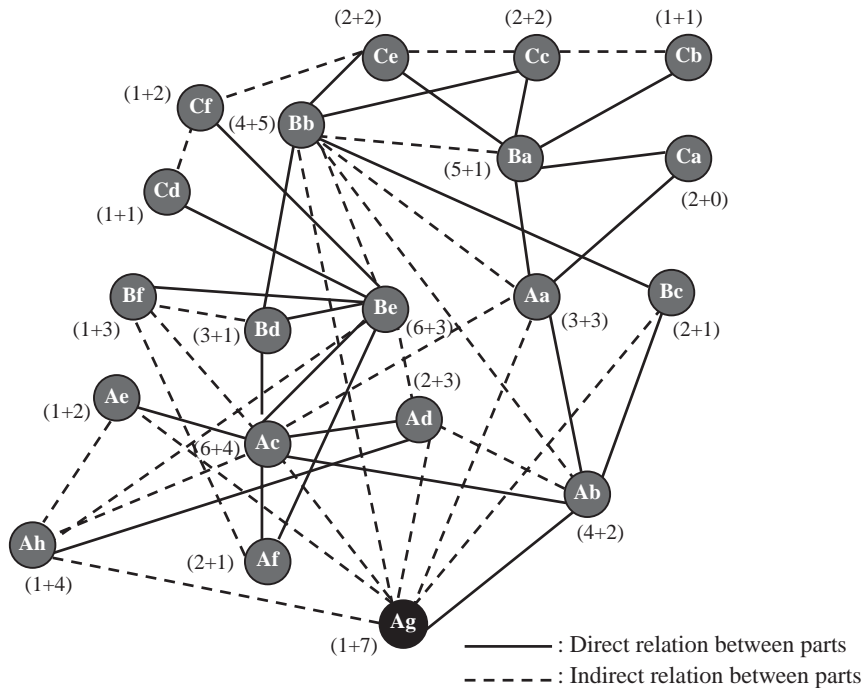 (2+2)
(2+2)
(1+1)
Ce
Cc
Cb
(1+2)
Cf
(4+5)
Bb
Ba
Ca
(5+1)
Cd
(1+1)
(2+0)
Bf
Be
Aa
Bc
(1+3)
Bd
(3+1)
(6+3)
(3+3)
(2+1)
Ae
(2+3)
(1+2)
Ad
Ac
(6+4)
Ab
(4+2)
Ah
Af
(2+1)
(1+4)
Ag
(1+7)
: Direct relation between parts
: Indirect relation between parts